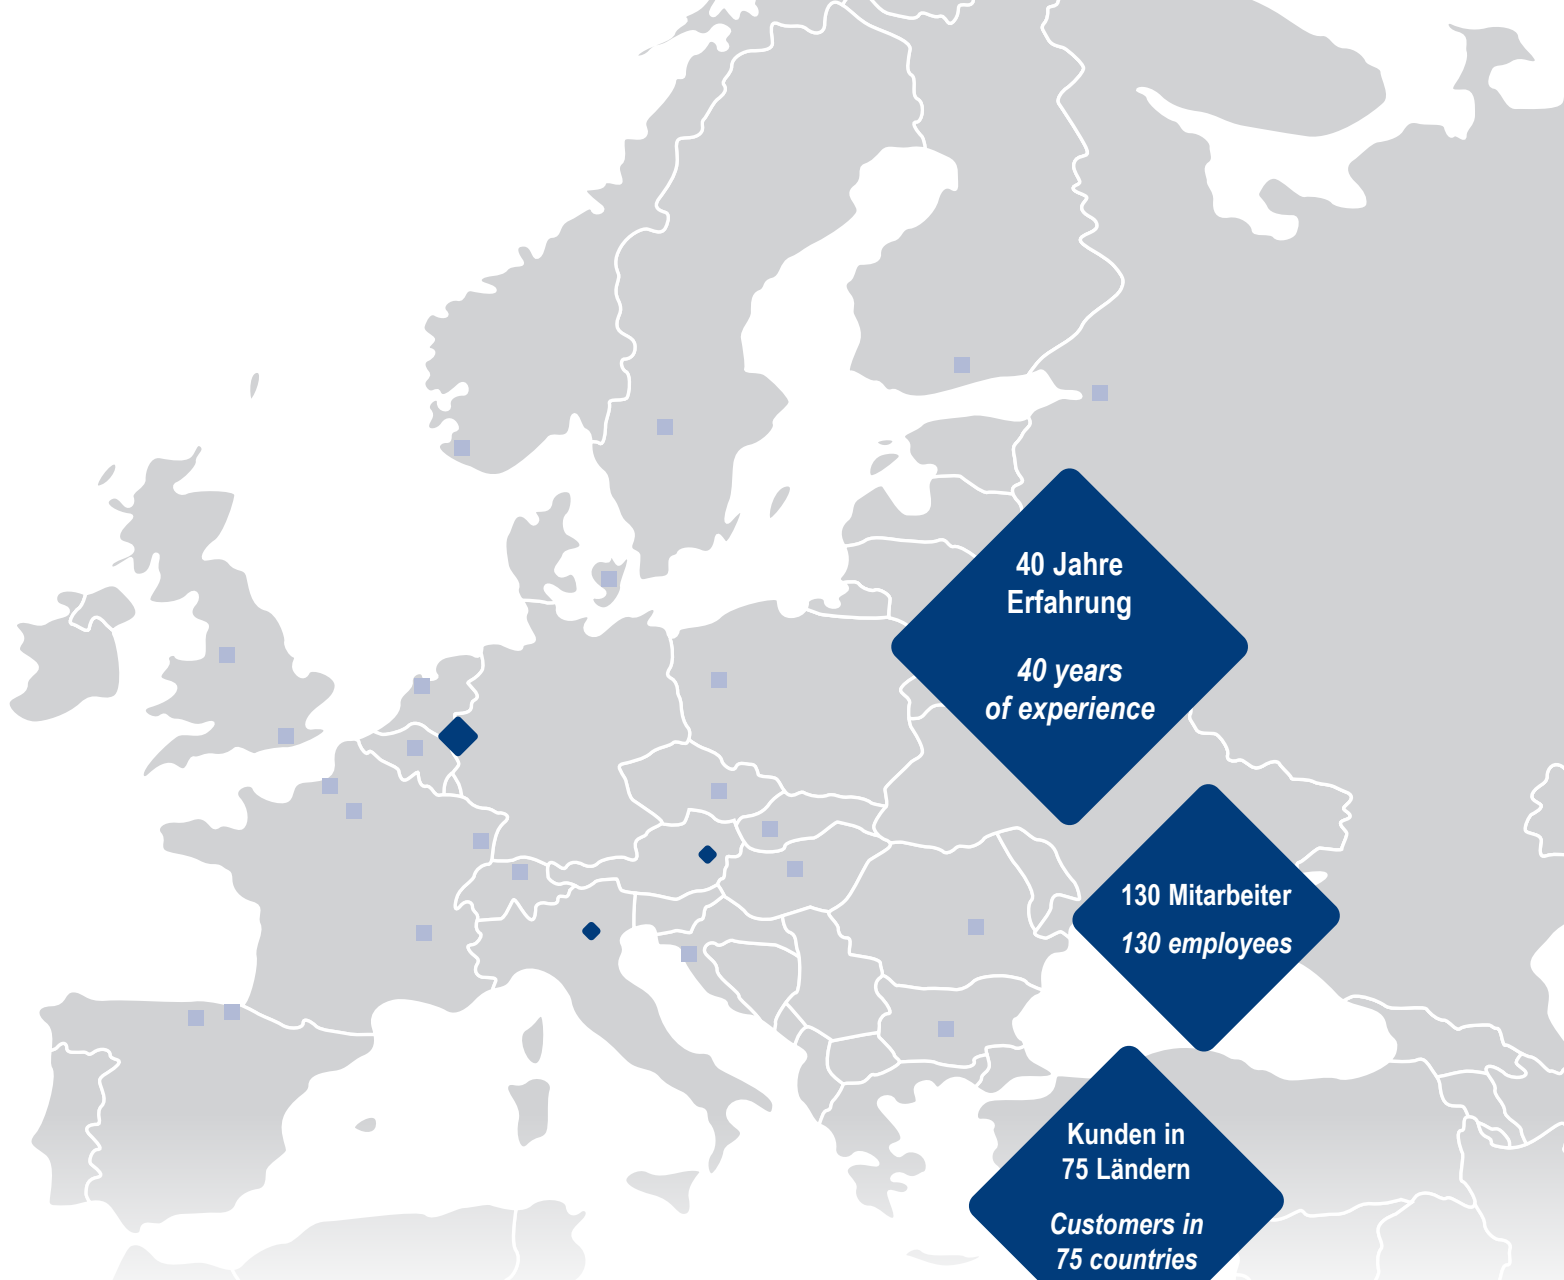 40 Jahre
Erfahrung
40 years
of experience
130 Mitarbeiter
130 employees
Kunden in
75 Ländern
Customers in
75 countries